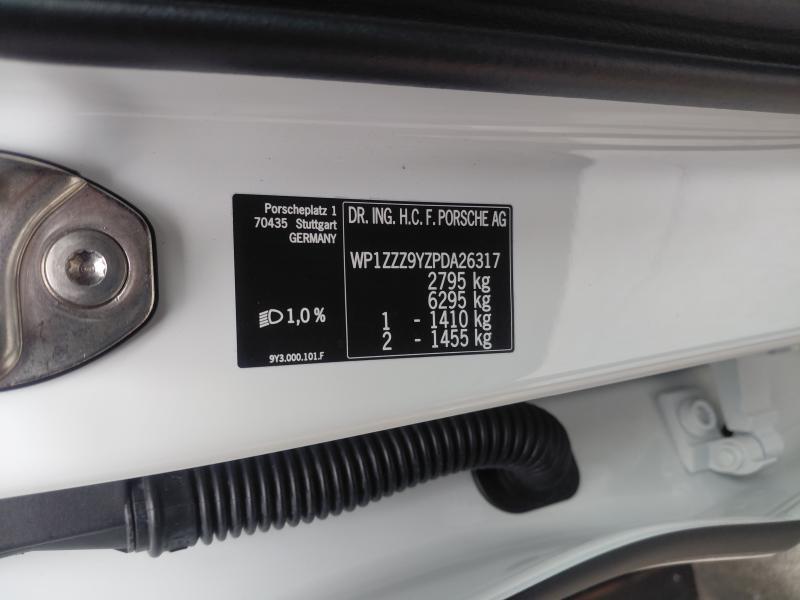 Porscheplatz 1
70435 Stuttgart
GERMANY
1,0 %
9Y3.000.101.F
DR. ING. H.C. F. PORSCHE AG
WP1ZZZ9YZPDA26317
2795 kg
6295 kg
1 - 1410 kg
2 - 1455 kg